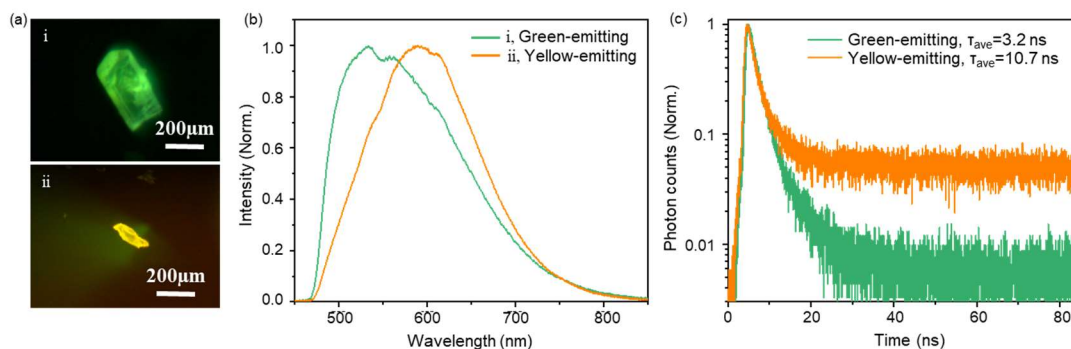 (a)
i
200μm
ii
200μm
(b)
i, Green-emitting
ii, Yellow-emitting
Intensity (Norm.)
1.0
0.8
0.6
0.4
0.2
0.0
500
600
700
800
Wavelength (nm)
(c)
Green-emitting, τave=3.2 ns
Yellow-emitting, τave=10.7 ns
Photon counts (Norm.)
1
0.1
0.01
0
20
40
60
80
Time (ns)